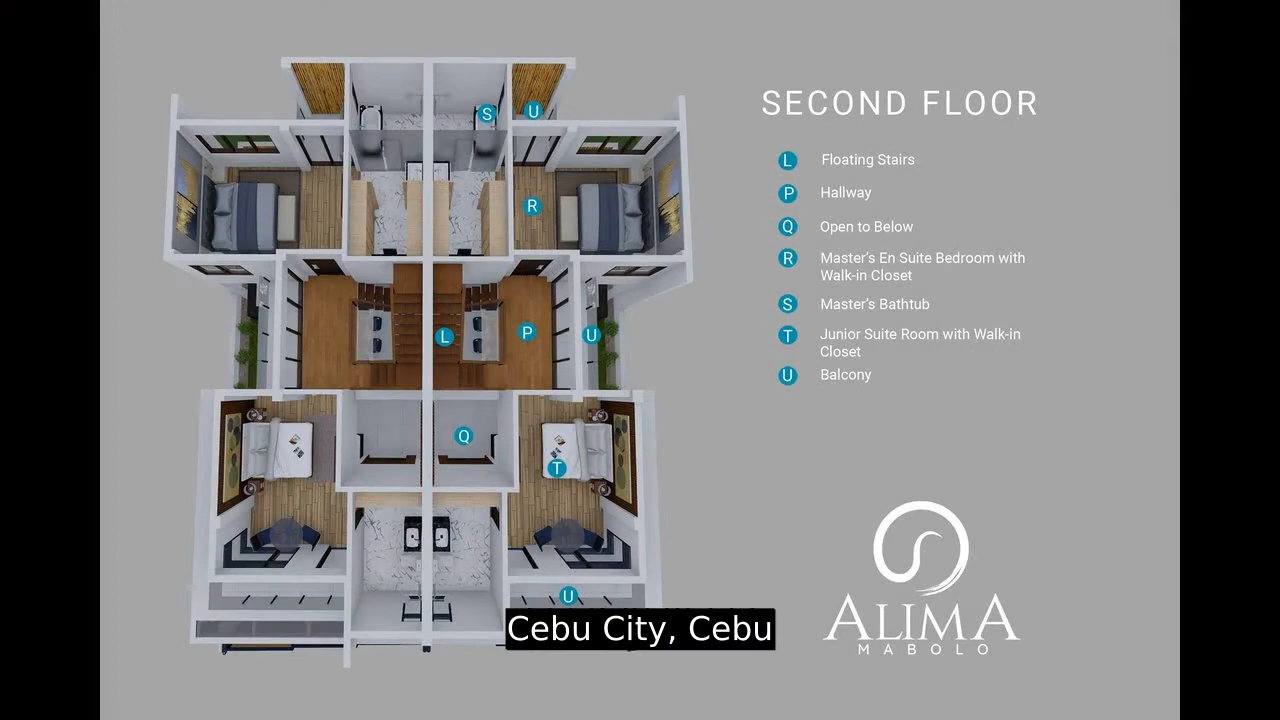 SECOND FLOOR
L Floating Stairs
P Hallway
Q Open to Below
R Master's En Suite Bedroom with
Walk-in Closet
S Master's Bathtub
T Junior Suite Room with Walk-in
Closet
U Balcony
S
U
R
L
P
U
Q
T
U
Cebu City, Cebu
ALIMA
MABOLO